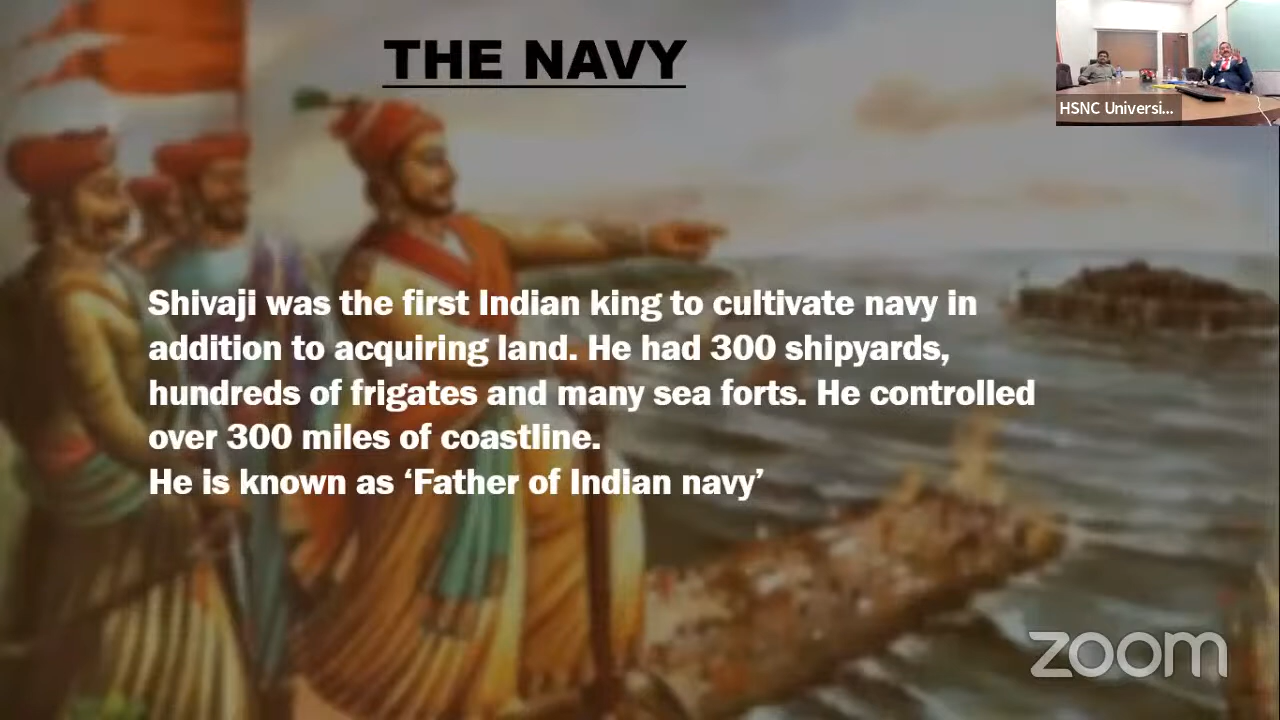 THE NAVY
HSNC Universi...
Shivaji was the first Indian king to cultivate navy in
addition to acquiring land. He had 300 shipyards,
hundreds of frigates and many sea forts. He controlled
over 300 miles of coastline.
He is known as ‘Father of Indian navy’
zoom